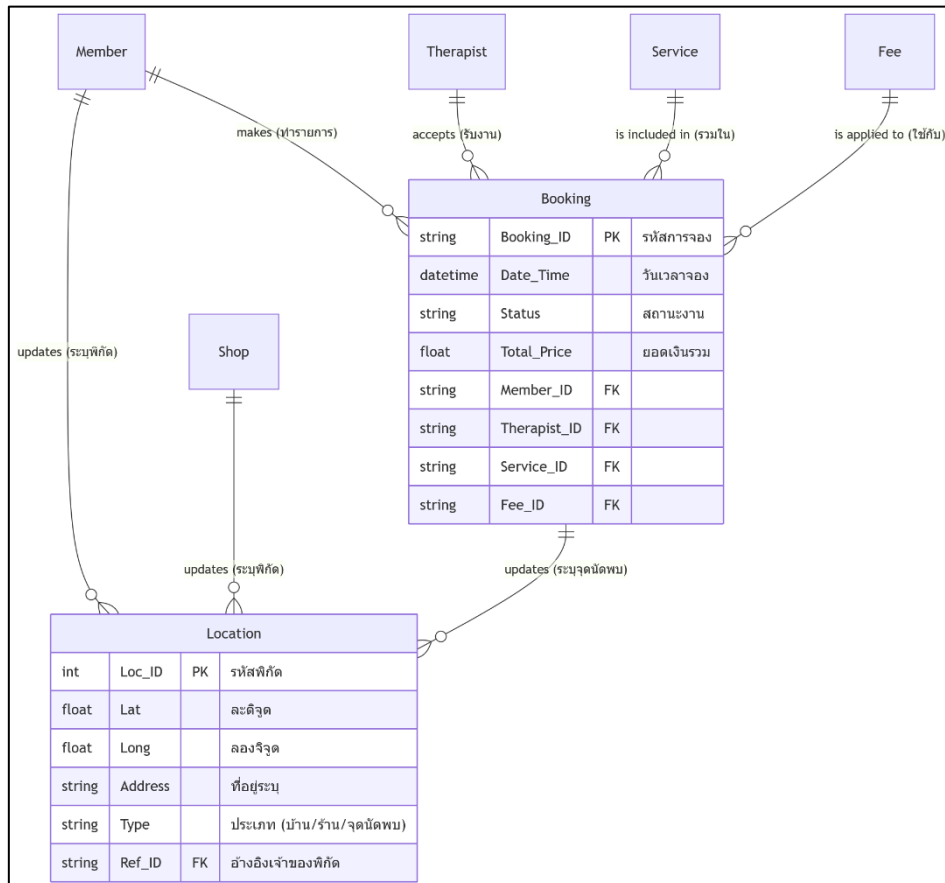 Member
Therapist
Service
Fee
makes (ทำรายการ)
accepts (รับงาน)
is included in (รวมใน)
is applied to (ใช้กับ)
Booking
string Booking_ID PK รหัสการจอง
datetime Date_Time วันเวลาจอง
string Status สถานะงาน
float Total_Price ยอดเงินรวม
string Member_ID FK
string Therapist_ID FK
string Service_ID FK
string Fee_ID FK
updates (ระบุพิกัด)
Shop
updates (ระบุพิกัด)
updates (ระบุจุดนัดพบ)
Location
int Loc_ID PK รหัสพิกัด
float Lat ละติจูด
float Long ลองจิจูด
string Address ที่อยู่ระบุ
string Type ประเภท (บ้าน/ร้าน/จุดนัดพบ)
string Ref_ID FK อ้างอิงเจ้าของพิกัด